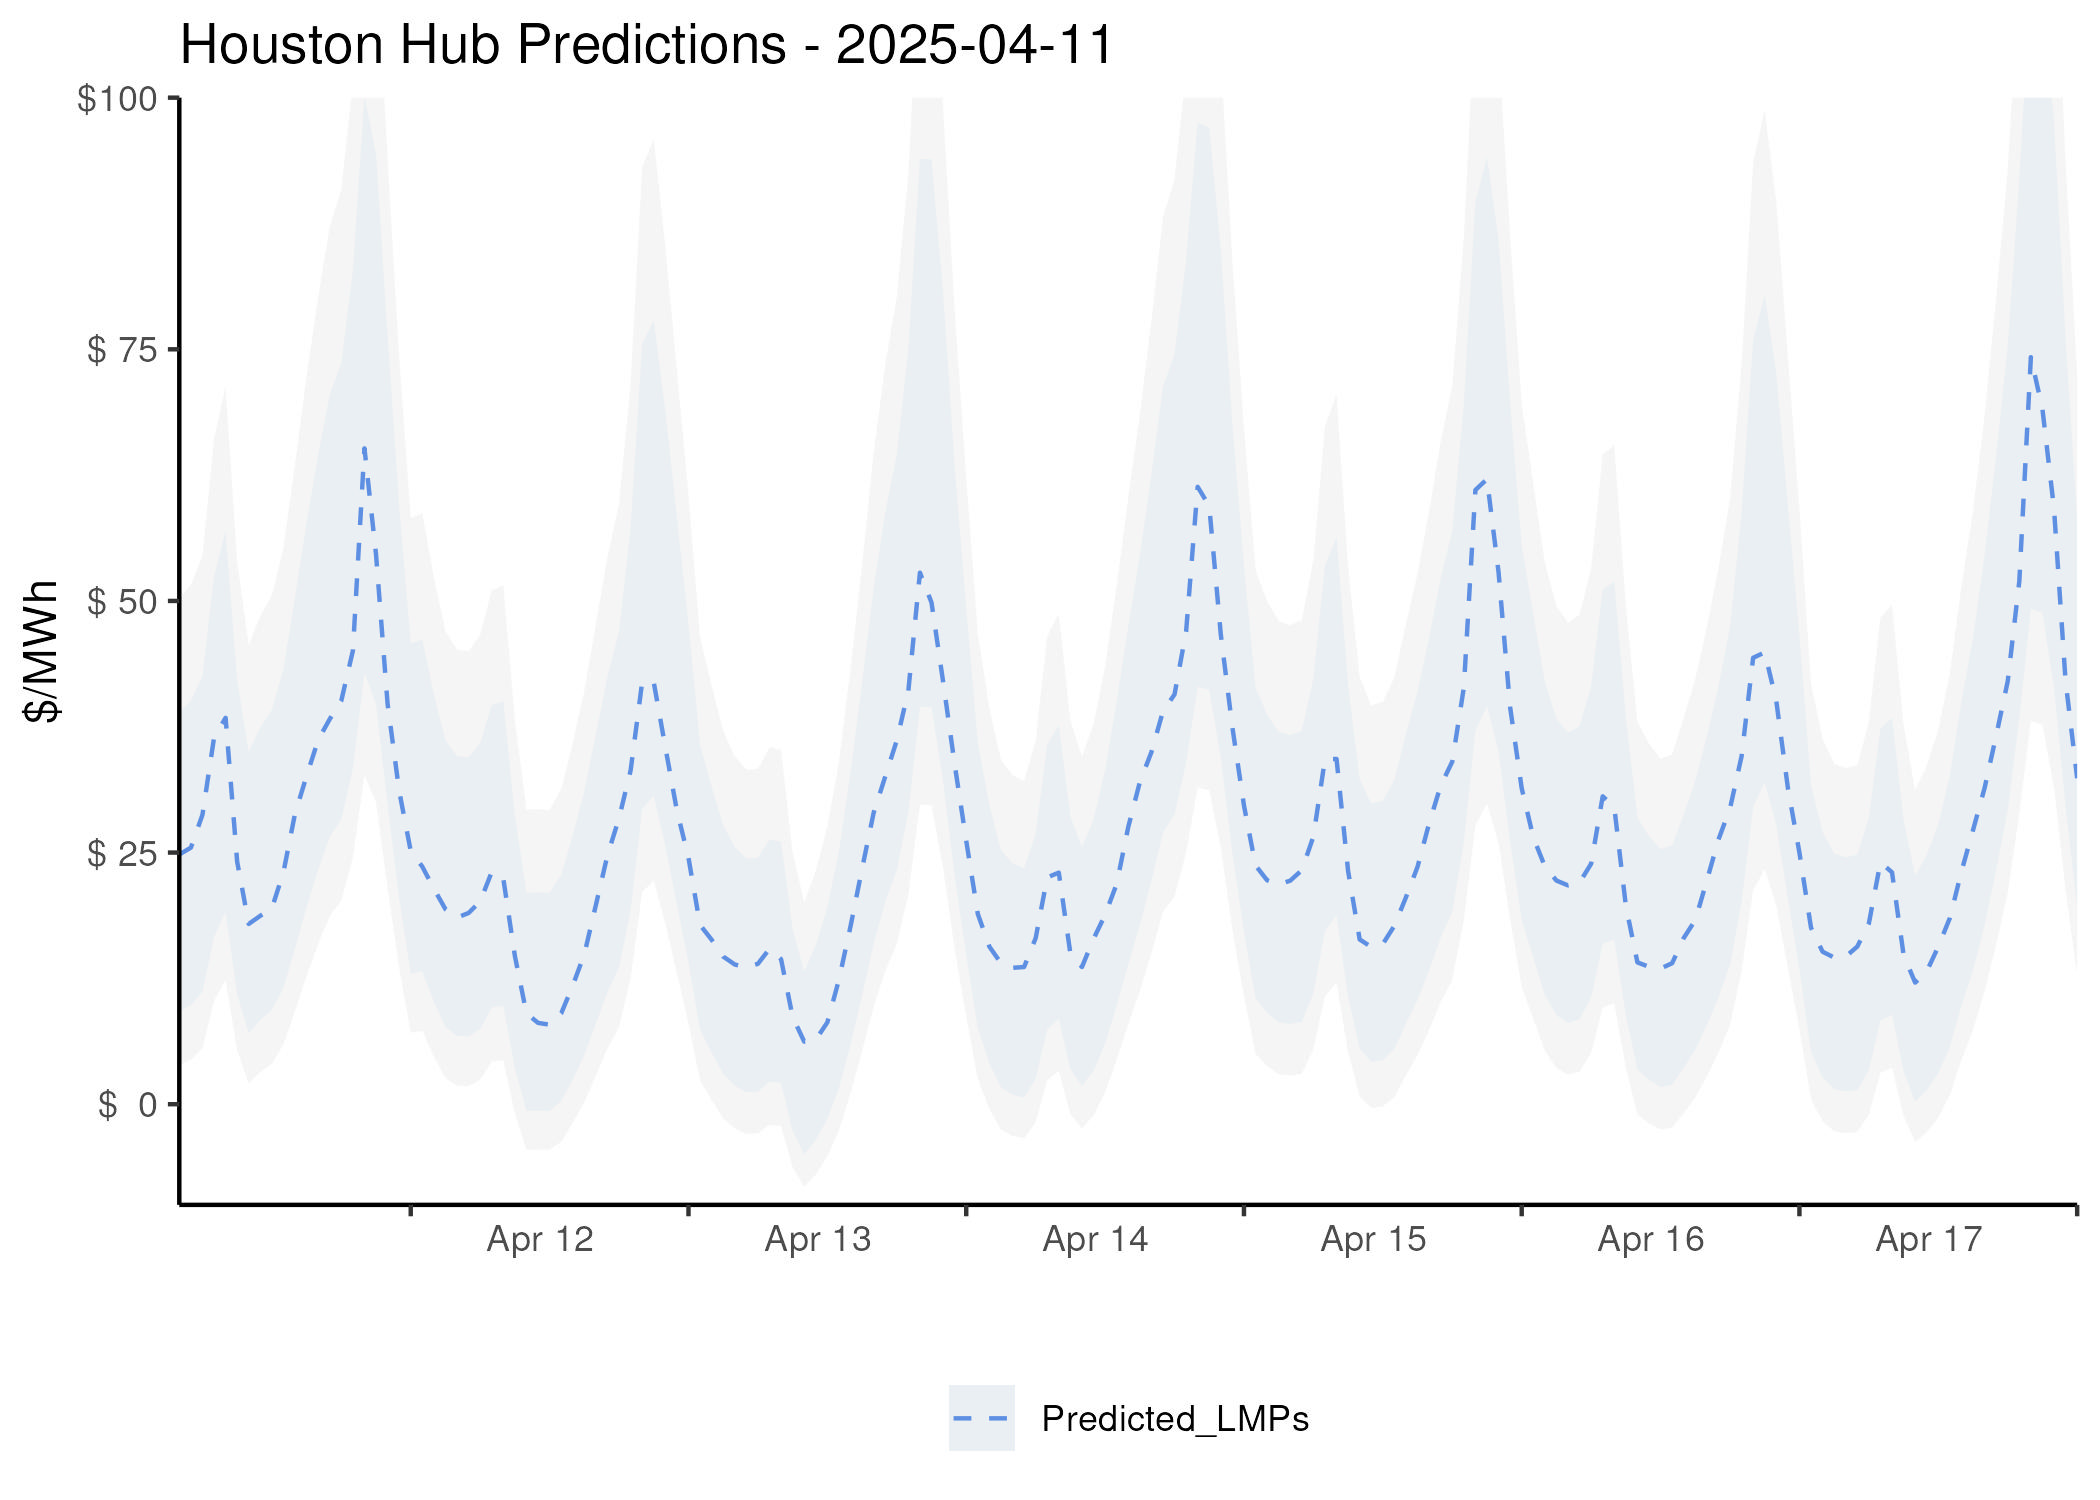 Houston Hub Predictions - 2025-04-11
$100
$ 75
$ 50
$ 25
$ 0
$/MWh
Apr 12 Apr 13 Apr 14 Apr 15 Apr 16 Apr 17
Predicted_LMPs